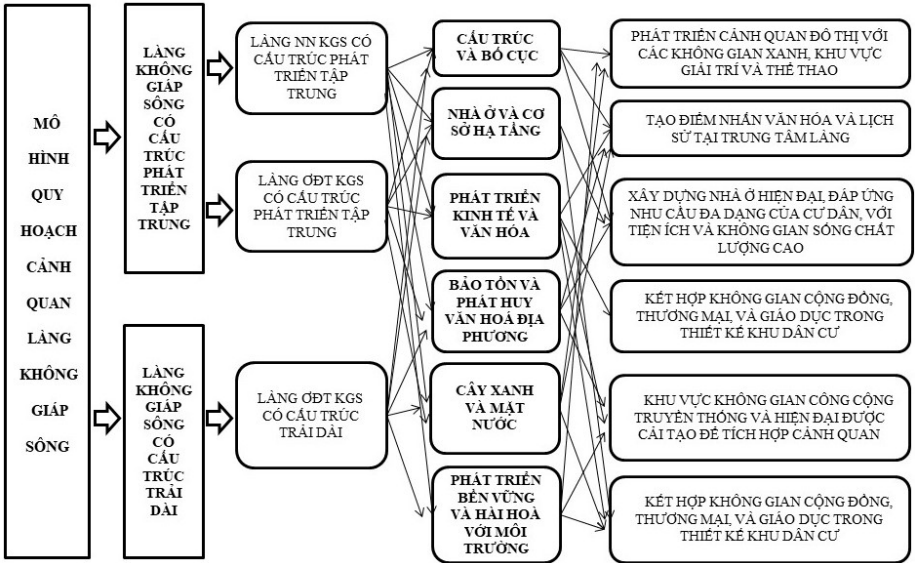 MÔ
HÌNH
QUY
HOẠCH
CẢNH
QUAN
LÀNG
KHÔNG
GIÁP
SÔNG
LÀNG
KHÔNG
GIÁP
SÔNG
CÓ
CẤU
TRÚC
PHÁT
TRIỂN
TẬP
TRUNG
LÀNG
KHÔNG
GIÁP
SÔNG
CÓ
CẤU
TRÚC
TRẢI
DÀI
LÀNG NN KGS CÓ
CẤU TRÚC PHÁT
TRIỂN TẬP
TRUNG
LÀNG ƠĐT KGS
CÓ CẤU TRÚC
PHÁT TRIỂN TẬP
TRUNG
LÀNG ƠĐT KGS
CÓ CẤU TRÚC
TRẢI DÀI
CẤU TRÚC
VÀ BỐ CỤC
NHÀ Ở VÀ CƠ
SỞ HẠ TẦNG
PHÁT TRIỂN
KINH TẾ VÀ
VĂN HÓA
BẢO TỒN VÀ
PHÁT HUY
VĂN HOÁ ĐỊA
PHƯƠNG
CÂY XANH
VÀ MẶT
NƯỚC
PHÁT TRIỂN
BỀN VỮNG
VÀ HÀI HOÀ
VỚI MÔI
TRƯỜNG
PHÁT TRIỂN CẢNH QUAN ĐÔ THỊ VỚI
CÁC KHÔNG GIAN XANH, KHU VỰC
GIẢI TRÍ VÀ THỂ THAO
TẠO ĐIỂM NHẤN VĂN HÓA VÀ LỊCH
SỬ TẠI TRUNG TÂM LÀNG
XÂY DỰNG NHÀ Ở HIỆN ĐẠI, ĐÁP ỨNG
NHU CẦU ĐA DẠNG CỦA CƯ DÂN, VỚI
TIỆN ÍCH VÀ KHÔNG GIAN SỐNG CHẤT
LƯỢNG CAO
KẾT HỢP KHÔNG GIAN CỘNG ĐỒNG,
THƯƠNG MẠI, VÀ GIÁO DỤC TRONG
THIẾT KẾ KHU DÂN CƯ
KHU VỰC KHÔNG GIAN CÔNG CỘNG
TRUYỀN THỐNG VÀ HIỆN ĐẠI ĐƯỢC
CẢI TẠO ĐỂ TÍCH HỢP CẢNH QUAN
KẾT HỢP KHÔNG GIAN CỘNG ĐỒNG,
THƯƠNG MẠI, VÀ GIÁO DỤC TRONG
THIẾT KẾ KHU DÂN CƯ